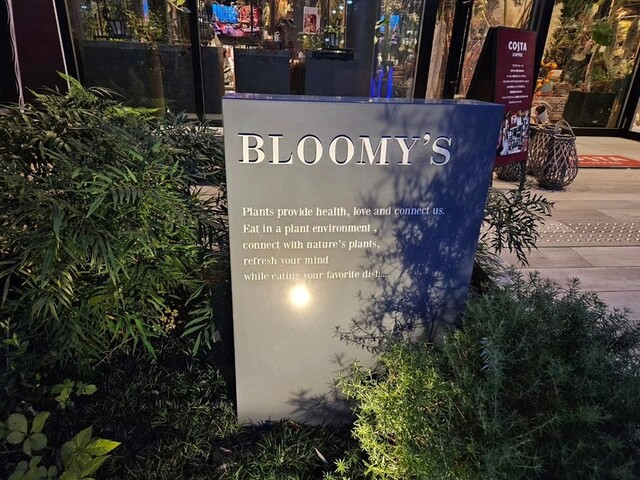 BLOOMY'S
Plants provide health, love and connect us.
Eat in a plant environment ,
connect with nature's plants,
refresh your mind
while eating your favorite dish.
COSTA
COFFEE